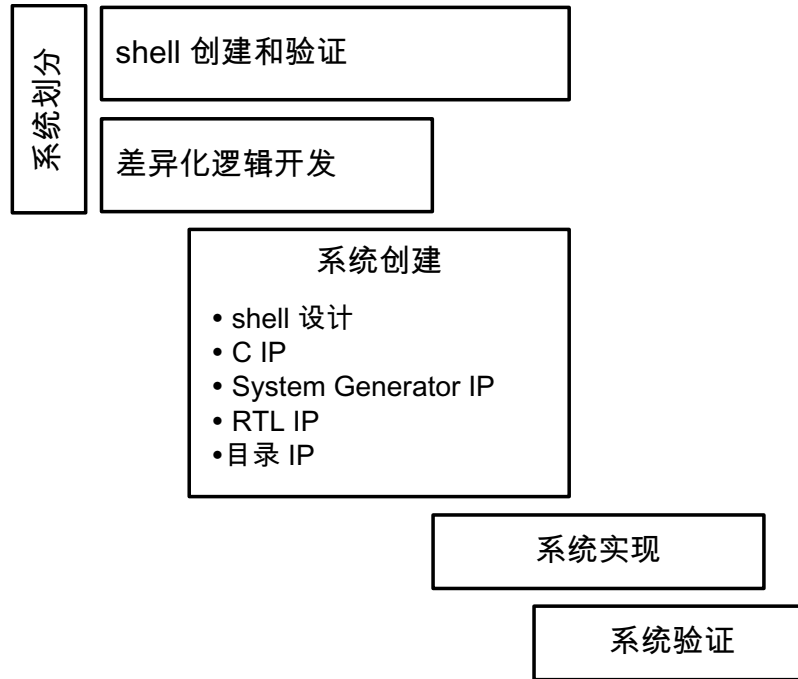 系统划分
shell 创建和验证
差异化逻辑开发
系统创建
• shell 设计
• C IP
• System Generator IP
• RTL IP
•目录 IP
系统实现
系统验证